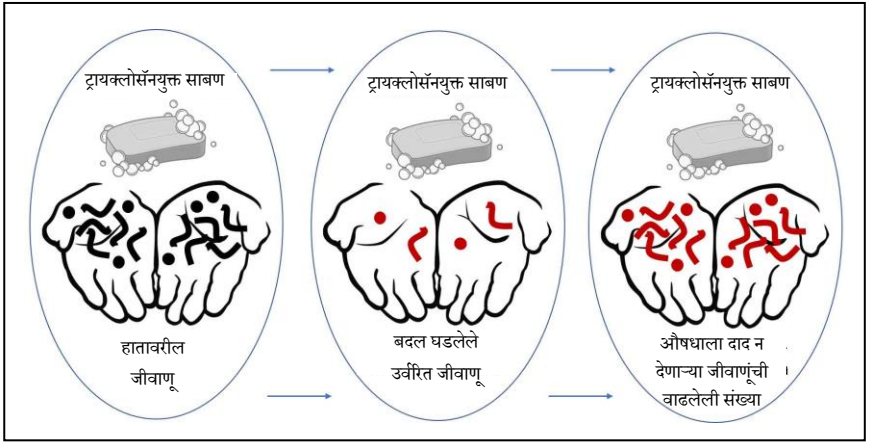 ट्रायक्लोसॅनयुक्त साबण
हातावरील
जीवाणू
ट्रायक्लोसॅनयुक्त साबण
बदल घडलेले
उर्वरित जीवाणू
ट्रायक्लोसॅनयुक्त साबण
औषधाला दाद न
देणाऱ्या जीवाणूंची
वाढलेली संख्या